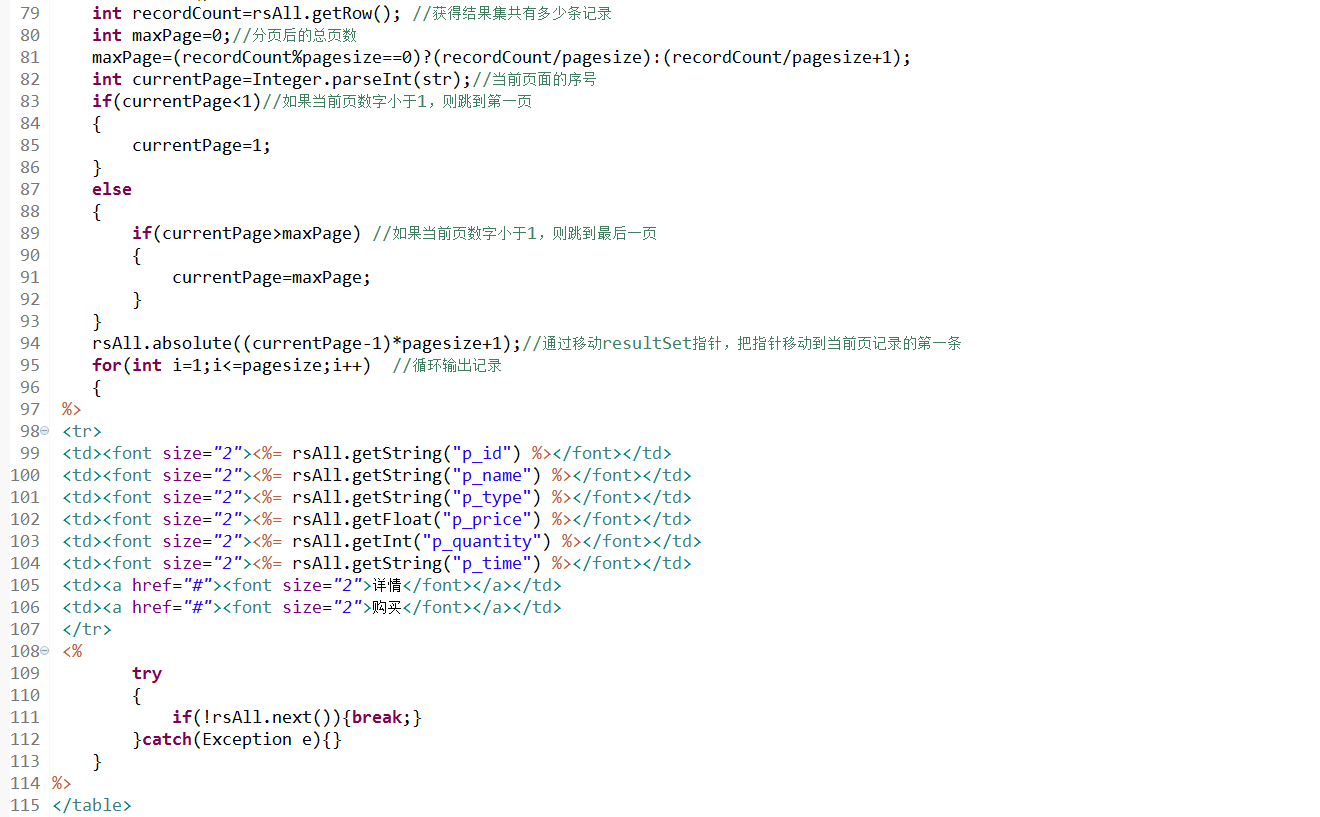 79 int recordCount=rsAll.getRow(); //获得结果集共有多少条记录
80 int maxPage=0;//分页后的总页数
81 maxPage=(recordCount%pagesize==0)?(recordCount/pagesize):(recordCount/pagesize+1);
82 int currentPage=Integer.parseInt(str);//当前页面的序号
83 if(currentPage<1)//如果当前页数字小于1，则跳到第一页
84 {
85 currentPage=1;
86 }
87 else
88 {
89 if(currentPage>maxPage) //如果当前页数字小于1，则跳到最后一页
90 {
91 currentPage=maxPage;
92 }
93 }
94 rsAll.absolute((currentPage-1)*pagesize+1);//通过移动resultSet指针，把指针移动到当前页记录的第一条
95 for(int i=1;i<=pagesize;i++) //循环输出记录
96 {
97 %>
98 <tr>
99 <td><font size="2"><%= rsAll.getString("p_id") %></font></td>
100 <td><font size="2"><%= rsAll.getString("p_name") %></font></td>
101 <td><font size="2"><%= rsAll.getString("p_type") %></font></td>
102 <td><font size="2"><%= rsAll.getFloat("p_price") %></font></td>
103 <td><font size="2"><%= rsAll.getInt("p_quantity") %></font></td>
104 <td><font size="2"><%= rsAll.getString("p_time") %></font></td>
105 <td><a href="#"><font size="2">详情</font></a></td>
106 <td><a href="#"><font size="2">购买</font></a></td>
107 </tr>
108 <%
109 try
110 {
111 if(!rsAll.next()){break;}
112 }catch(Exception e){}
113 }
114 %>
115 </table>